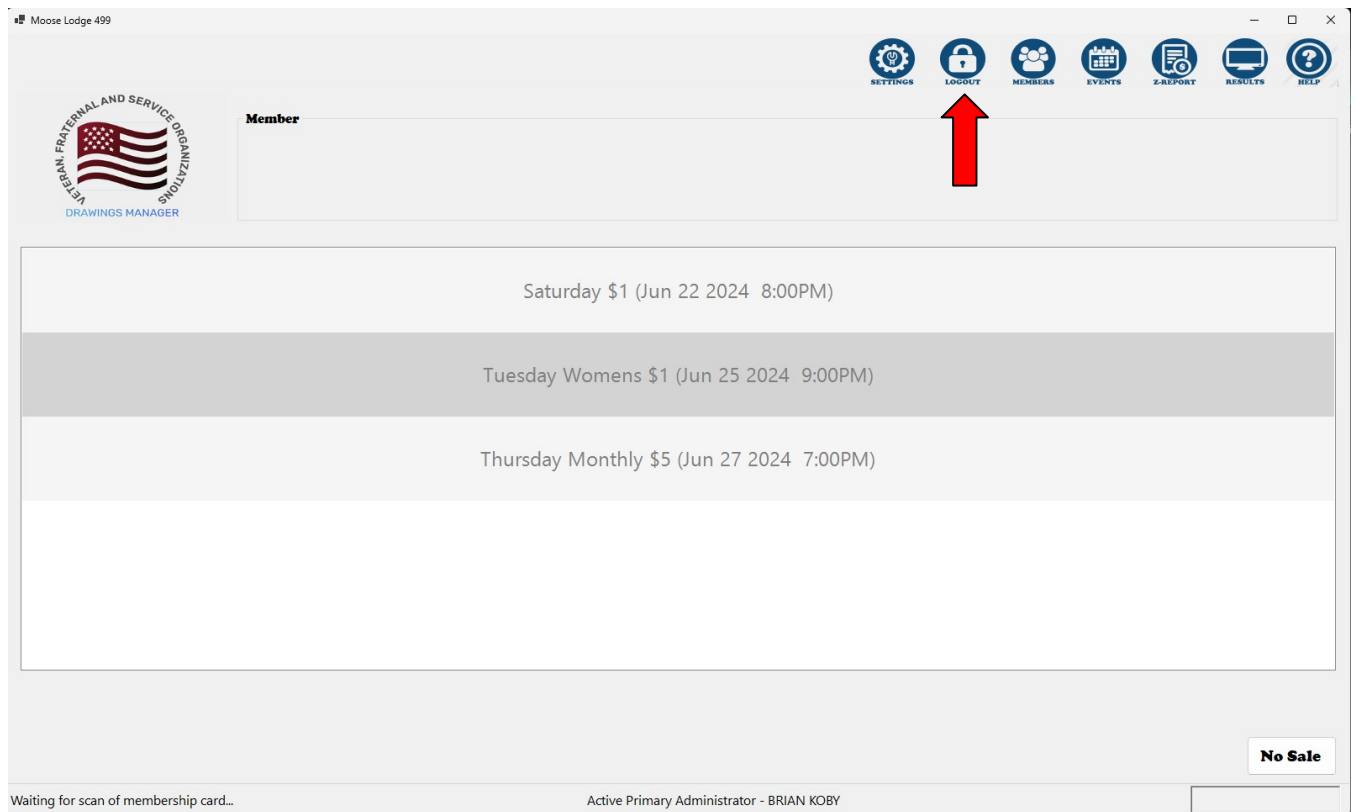 Moose Lodge 499
SETTINGS
LOGOUT
MEMBERS
EVENTS
Z-REPORT
RESULTS
HELP
VETERAN, FRATERNAL AND SERVICE ORGANIZATIONS
DRAWINGS MANAGER
Member
Saturday $1 (Jun 22 2024 8:00PM)
Tuesday Womens $1 (Jun 25 2024 9:00PM)
Thursday Monthly $5 (Jun 27 2024 7:00PM)
No Sale
Waiting for scan of membership card...
Active Primary Administrator - BRIAN KOBY